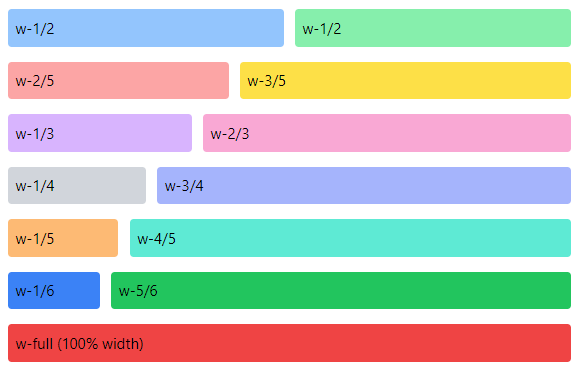 w-1/2 w-1/2
w-2/5 w-3/5
w-1/3 w-2/3
w-1/4 w-3/4
w-1/5 w-4/5
w-1/6 w-5/6
w-full (100% width)